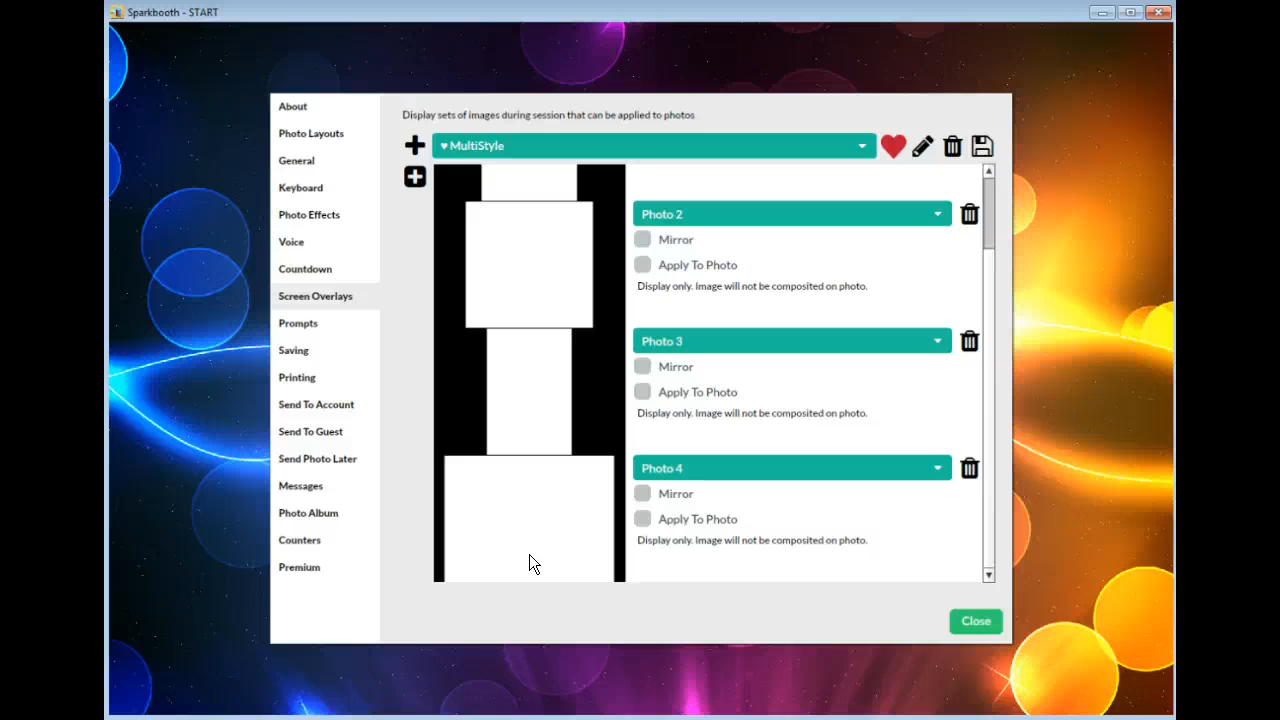 Sparkbooth - START
About
Photo Layouts
General
Keyboard
Photo Effects
Voice
Countdown
Screen Overlays
Prompts
Saving
Printing
Send To Account
Send To Guest
Send Photo Later
Messages
Photo Album
Counters
Premium
Display sets of images during session that can be applied to photos
♥ MultiStyle
Photo 2
Mirror
Apply To Photo
Display only. Image will not be composited on photo.
Photo 3
Mirror
Apply To Photo
Display only. Image will not be composited on photo.
Photo 4
Mirror
Apply To Photo
Display only. Image will not be composited on photo.
Close